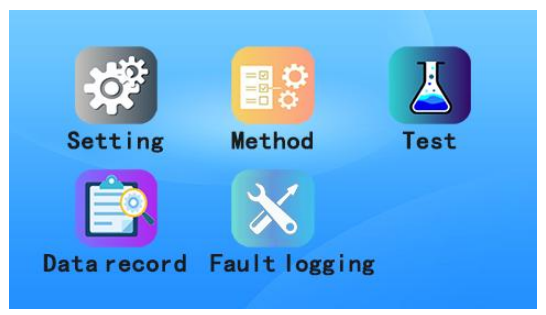 Setting Method Test
Data record Fault logging